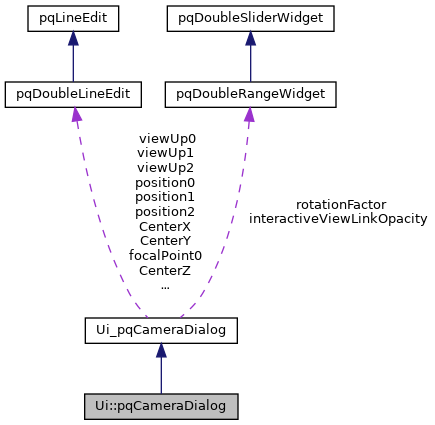 pqLineEdit
pqDoubleSliderWidget
pqDoubleLineEdit
pqDoubleRangeWidget
viewUp0
viewUp1
viewUp2
position0
position1
position2
CenterX
CenterY
focalPoint0
CenterZ
...
rotationFactor
interactiveViewLinkOpacity
Ui_pqCameraDialog
Ui::pqCameraDialog